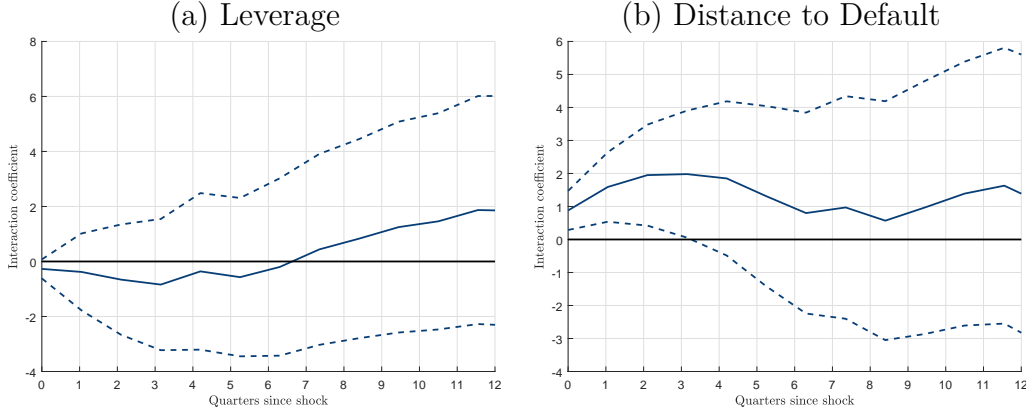 (a) Leverage
8
6
4
2
0
-2
-4
Interaction coefficient
0 1 2 3 4 5 6 7 8 9 10 11 12
Quarters since shock
(b) Distance to Default
6
5
4
3
2
1
0
-1
-2
-3
-4
Interaction coefficient
0 1 2 3 4 5 6 7 8 9 10 11 12
Quarters since shock